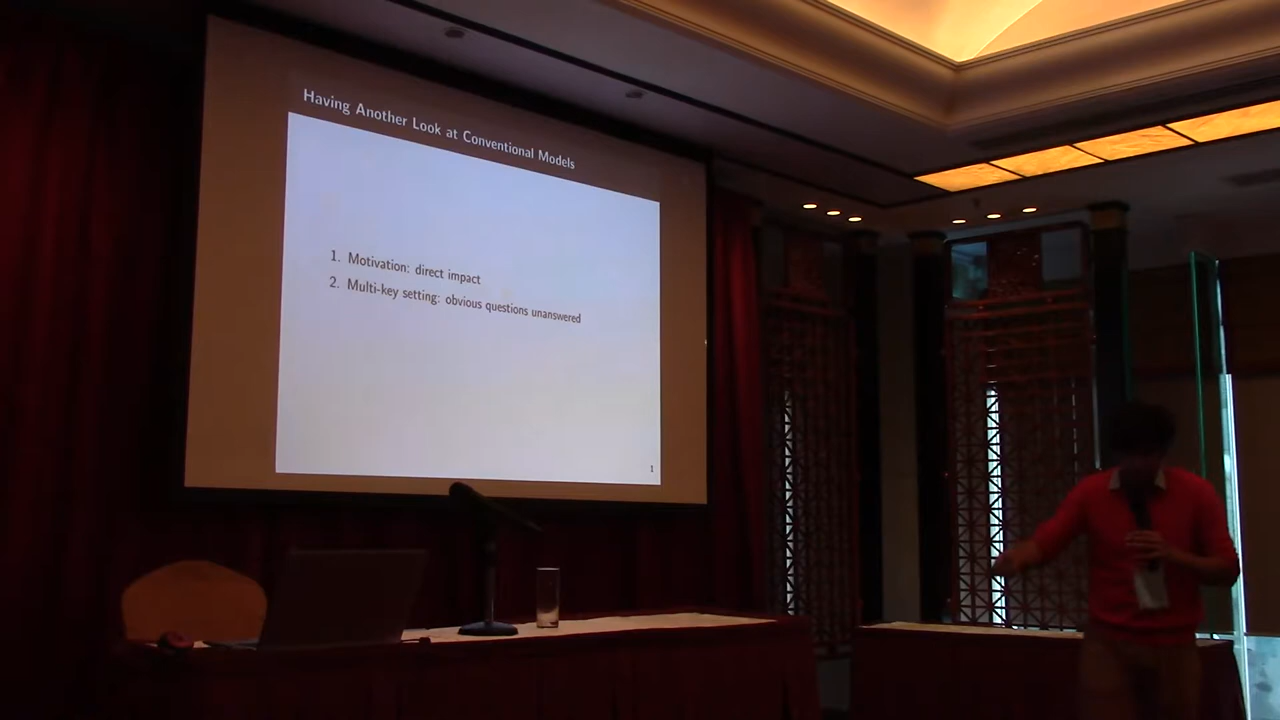 Having Another Look at Conventional Models
1. Motivation: direct impact
2. Multi-key setting: obvious questions unanswered
1